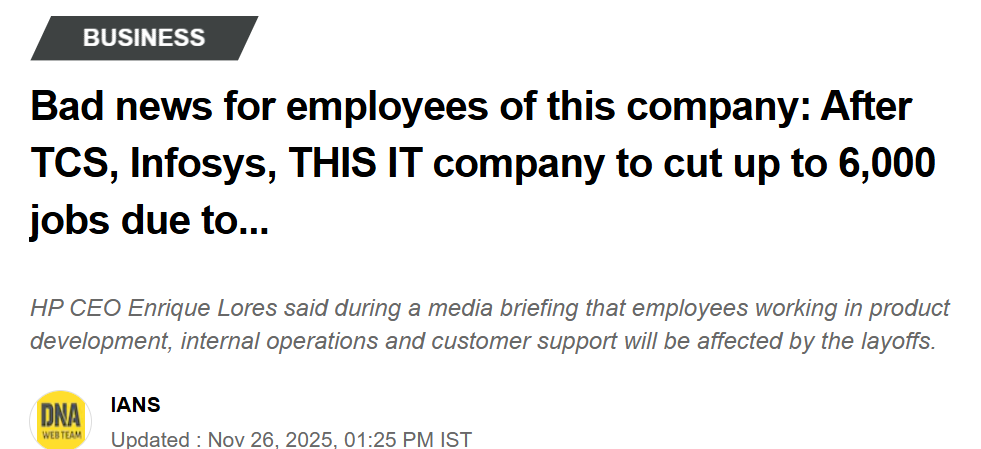 BUSINESS
Bad news for employees of this company: After
TCS, Infosys, THIS IT company to cut up to 6,000
jobs due to...
HP CEO Enrique Lores said during a media briefing that employees working in product
development, internal operations and customer support will be affected by the layoffs.
DNA
WEB TEAM
IANS
Updated : Nov 26, 2025, 01:25 PM IST